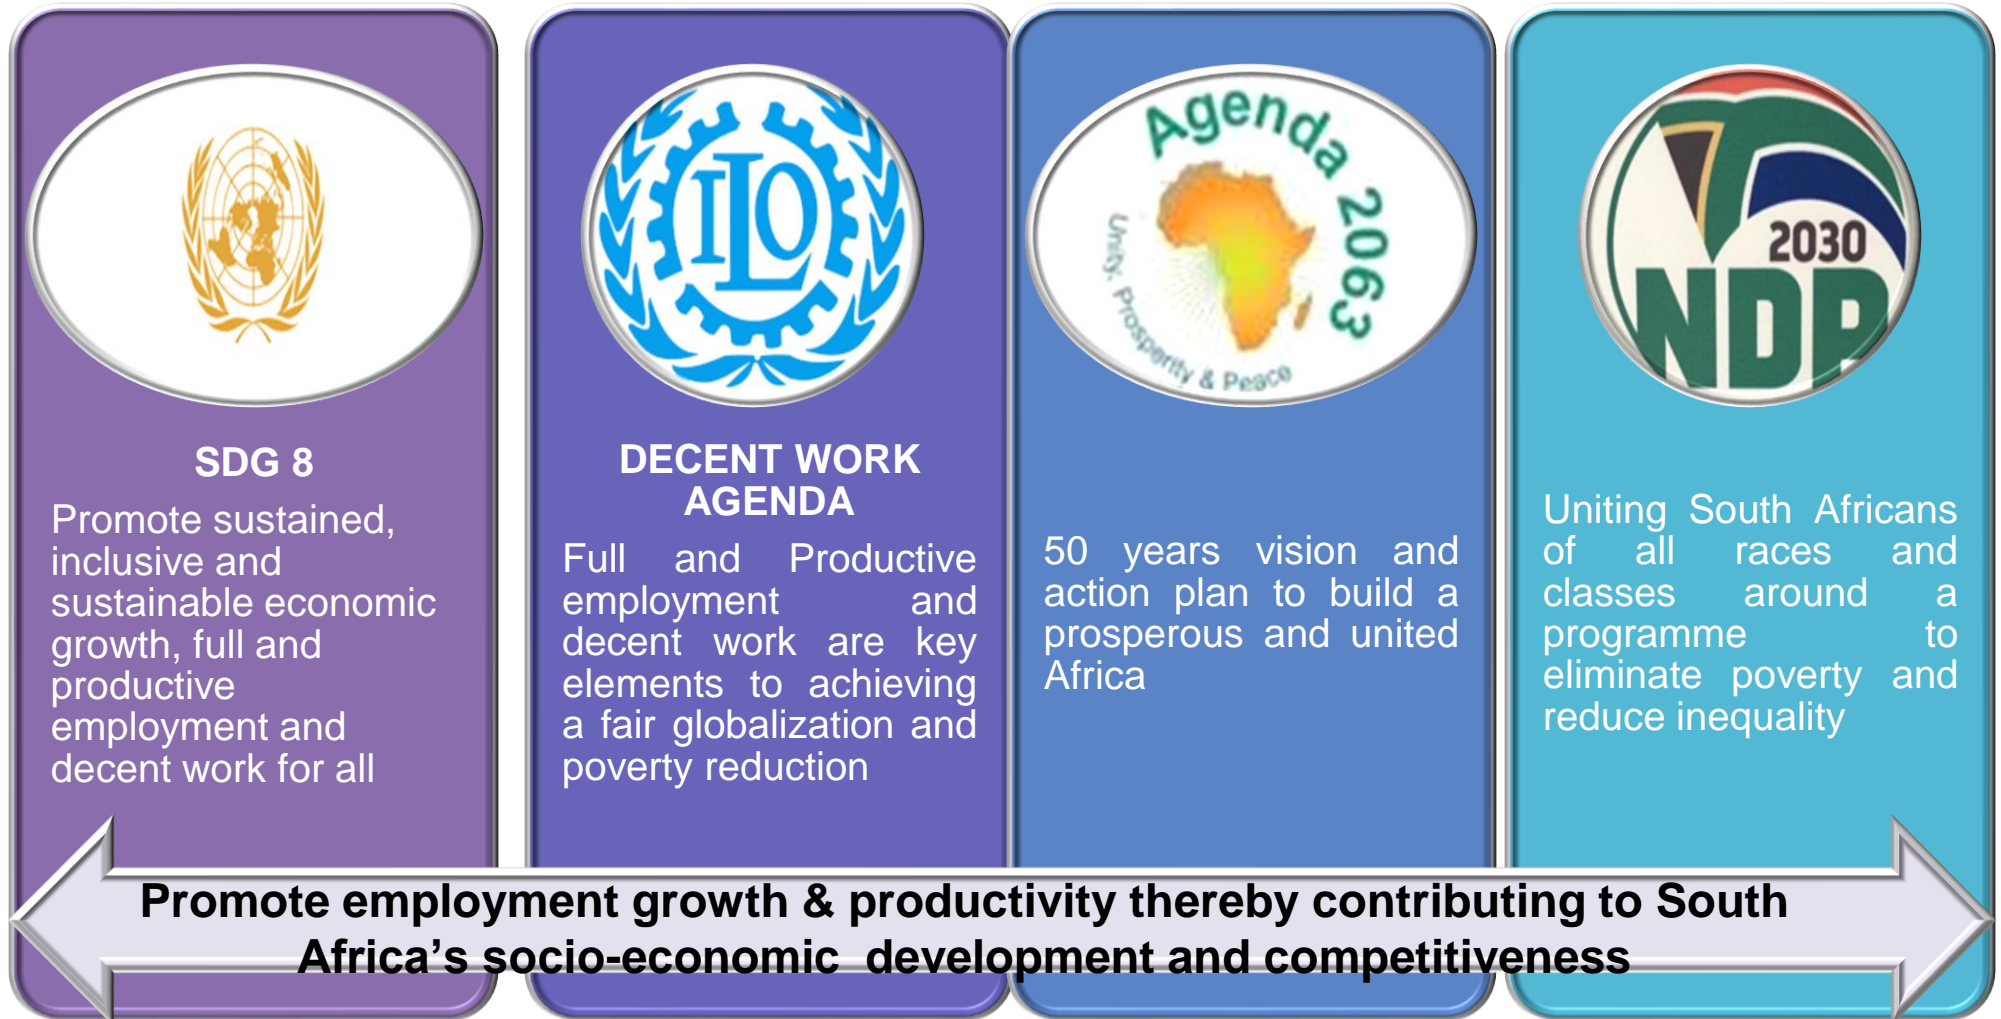 SDG 8
Promote sustained,
inclusive and
sustainable economic
growth, full and
productive
employment and
decent work for all
ILO
DECENT WORK
AGENDA
Full and Productive
employment and
decent work are key
elements to achieving
a fair globalization and
poverty reduction
Agenda 2063
Unity, Prosperity & Peace
50 years vision and
action plan to build a
prosperous and united
Africa
2030
NDP
Uniting South Africans
of all races and
classes around a
programme to
eliminate poverty and
reduce inequality
Promote employment growth & productivity thereby contributing to South
Africa’s socio-economic development and competitiveness